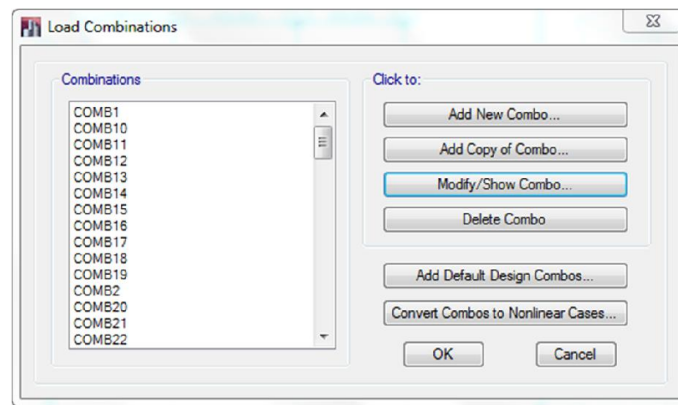 Load Combinations
Combinations
COMB1
COMB10
COMB11
COMB12
COMB13
COMB14
COMB15
COMB16
COMB17
COMB18
COMB19
COMB2
COMB20
COMB21
COMB22
Click to:
Add New Combo...
Add Copy of Combo...
Modify/Show Combo...
Delete Combo
Add Default Design Combos...
Convert Combos to Nonlinear Cases...
OK
Cancel